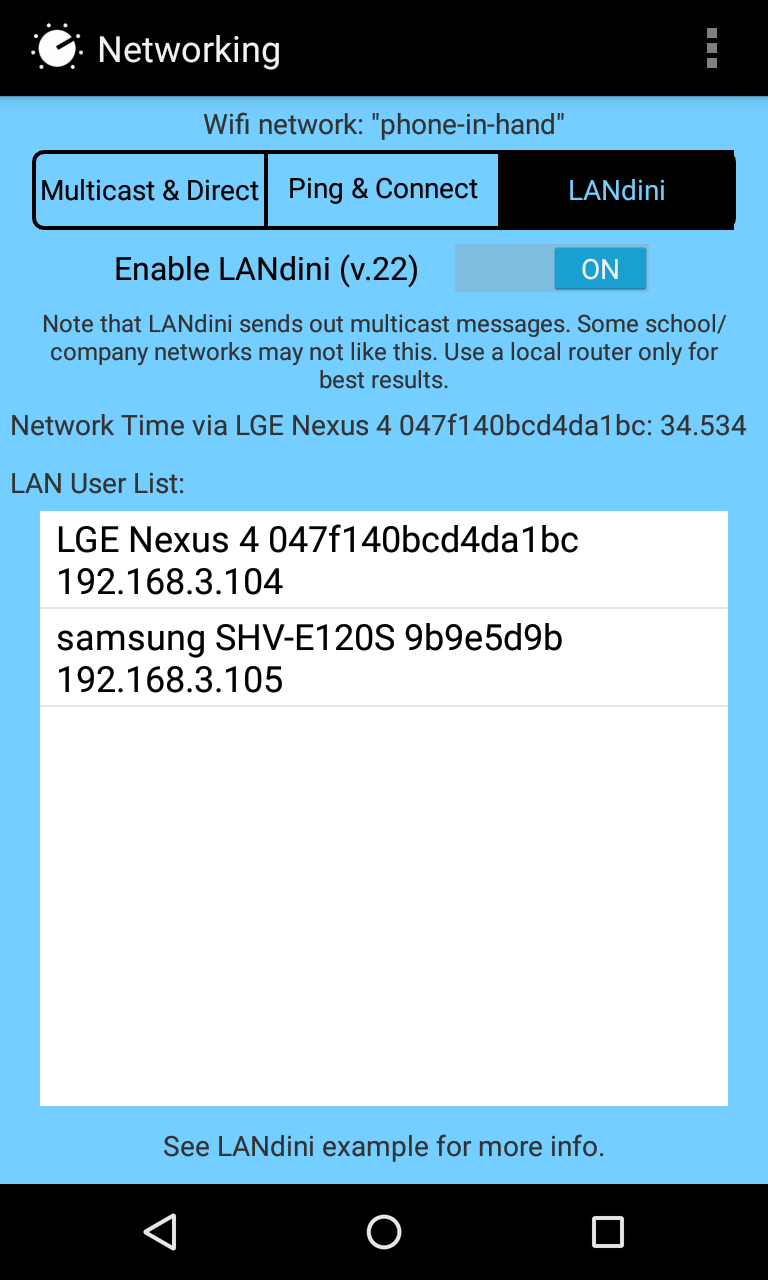 Networking
Wifi network: "phone-in-hand"
Multicast & Direct
Ping & Connect
LANdini
Enable LANdini (v.22)
ON
Note that LANdini sends out multicast messages. Some school/
company networks may not like this. Use a local router only for
best results.
Network Time via LGE Nexus 4 047f140bcd4da1bc: 34.534
LAN User List:
LGE Nexus 4 047f140bcd4da1bc
192.168.3.104
samsung SHV-E120S 9b9e5d9b
192.168.3.105
See LANdini example for more info.